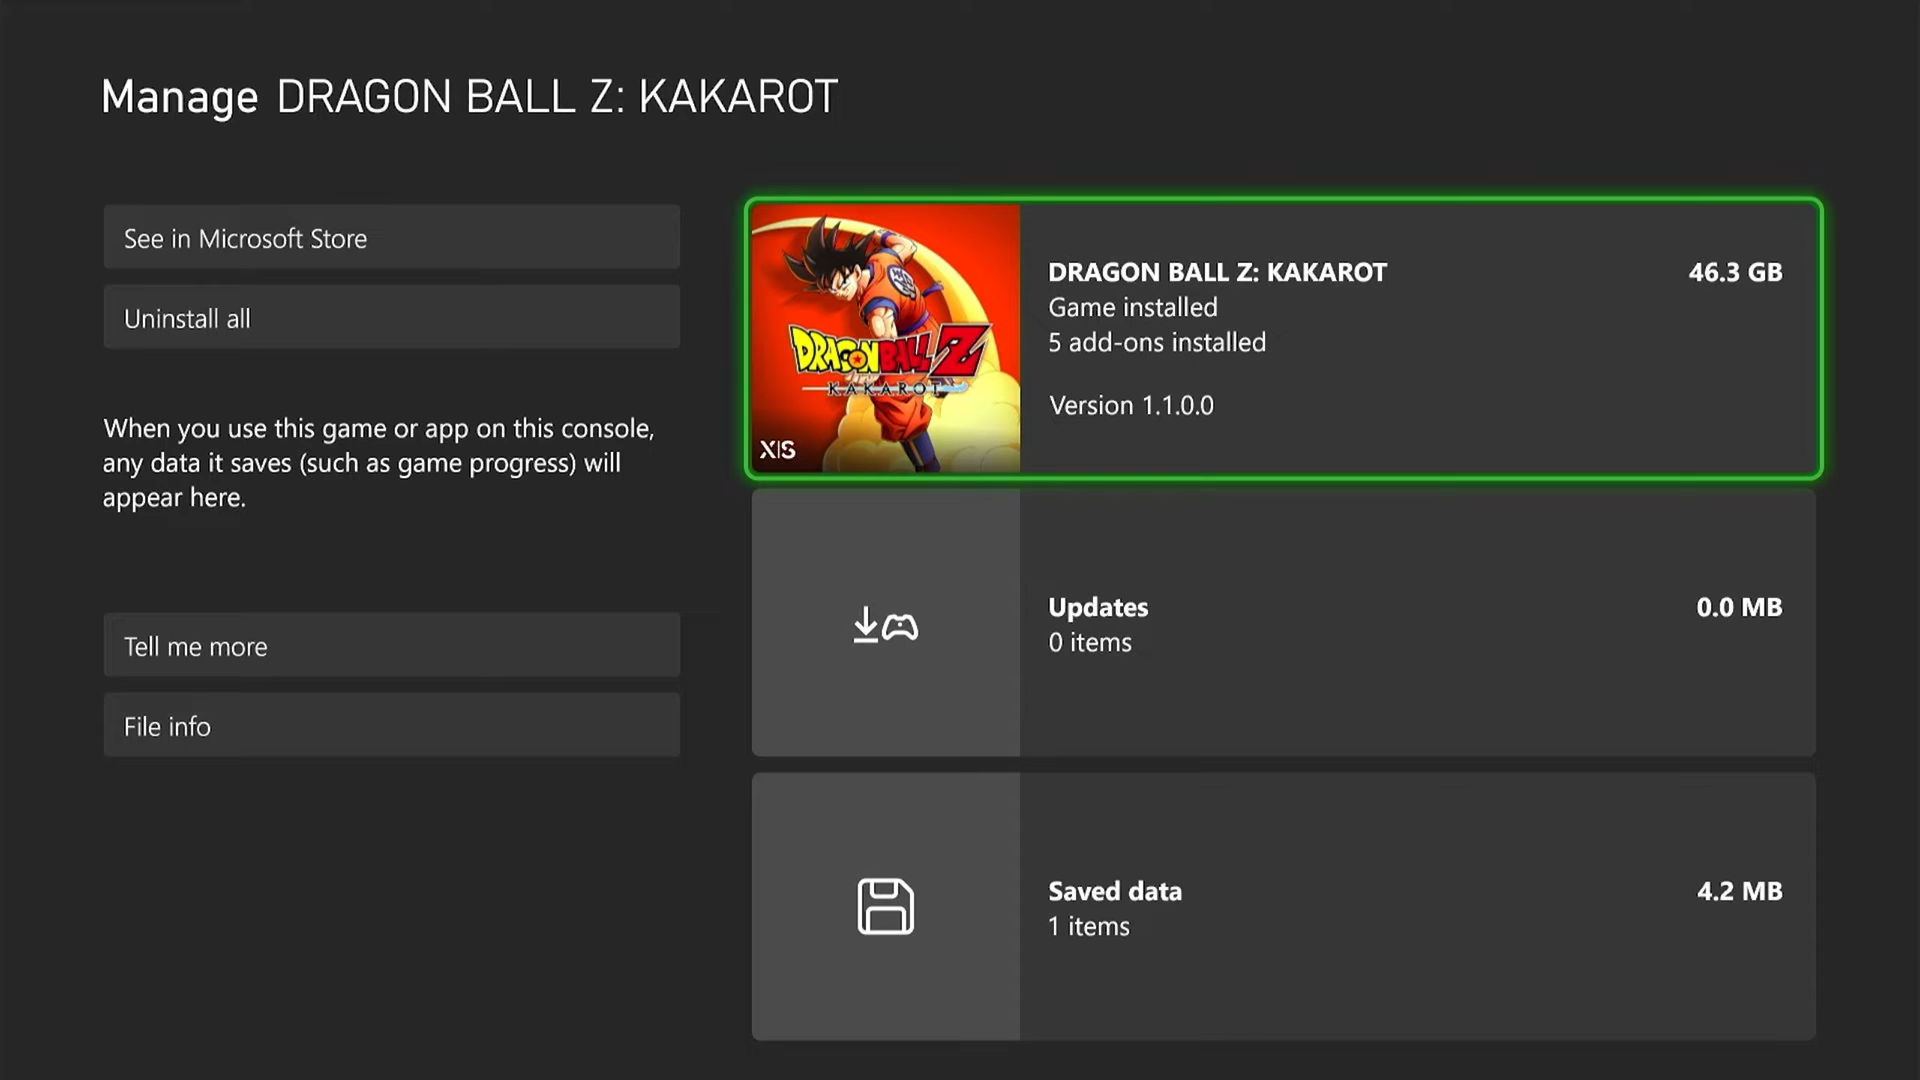 Manage DRAGON BALL Z: KAKAROT
See in Microsoft Store
Uninstall all
When you use this game or app on this console,
any data it saves (such as game progress) will
appear here.
Tell me more
File info
DRAGON BALL Z
KAKAROT
X|S
DRAGON BALL Z: KAKAROT
46.3 GB
Game installed
5 add-ons installed
Version 1.1.0.0
Updates
0.0 MB
0 items
Saved data
4.2 MB
1 items